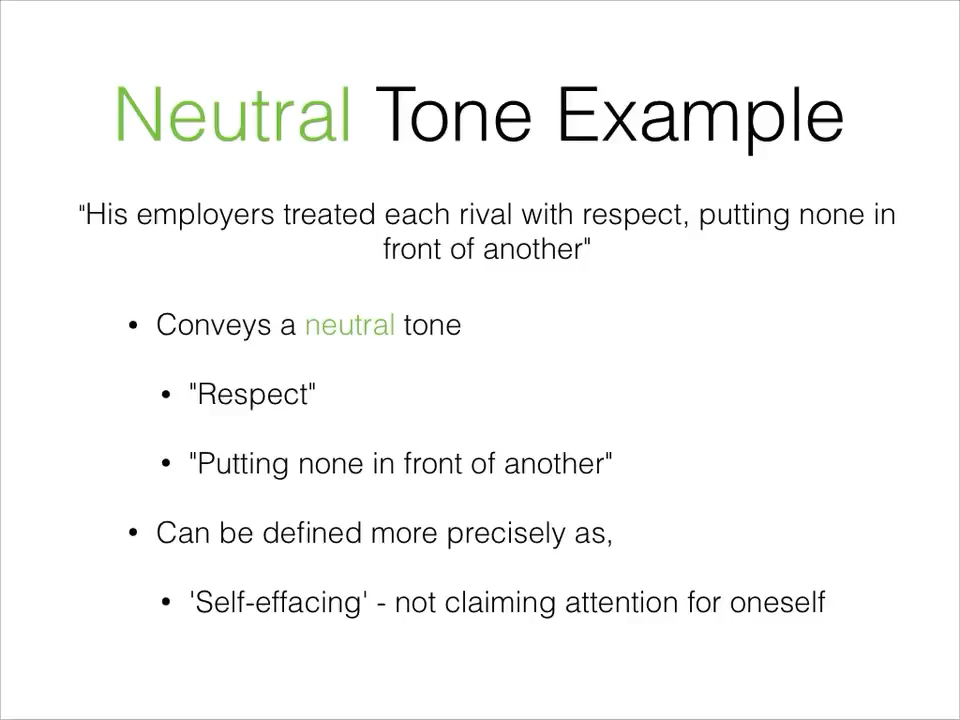 Neutral Tone Example
"His employers treated each rival with respect, putting none in
front of another"
• Conveys a neutral tone
• "Respect"
• "Putting none in front of another"
• Can be defined more precisely as,
• 'Self-effacing' - not claiming attention for oneself